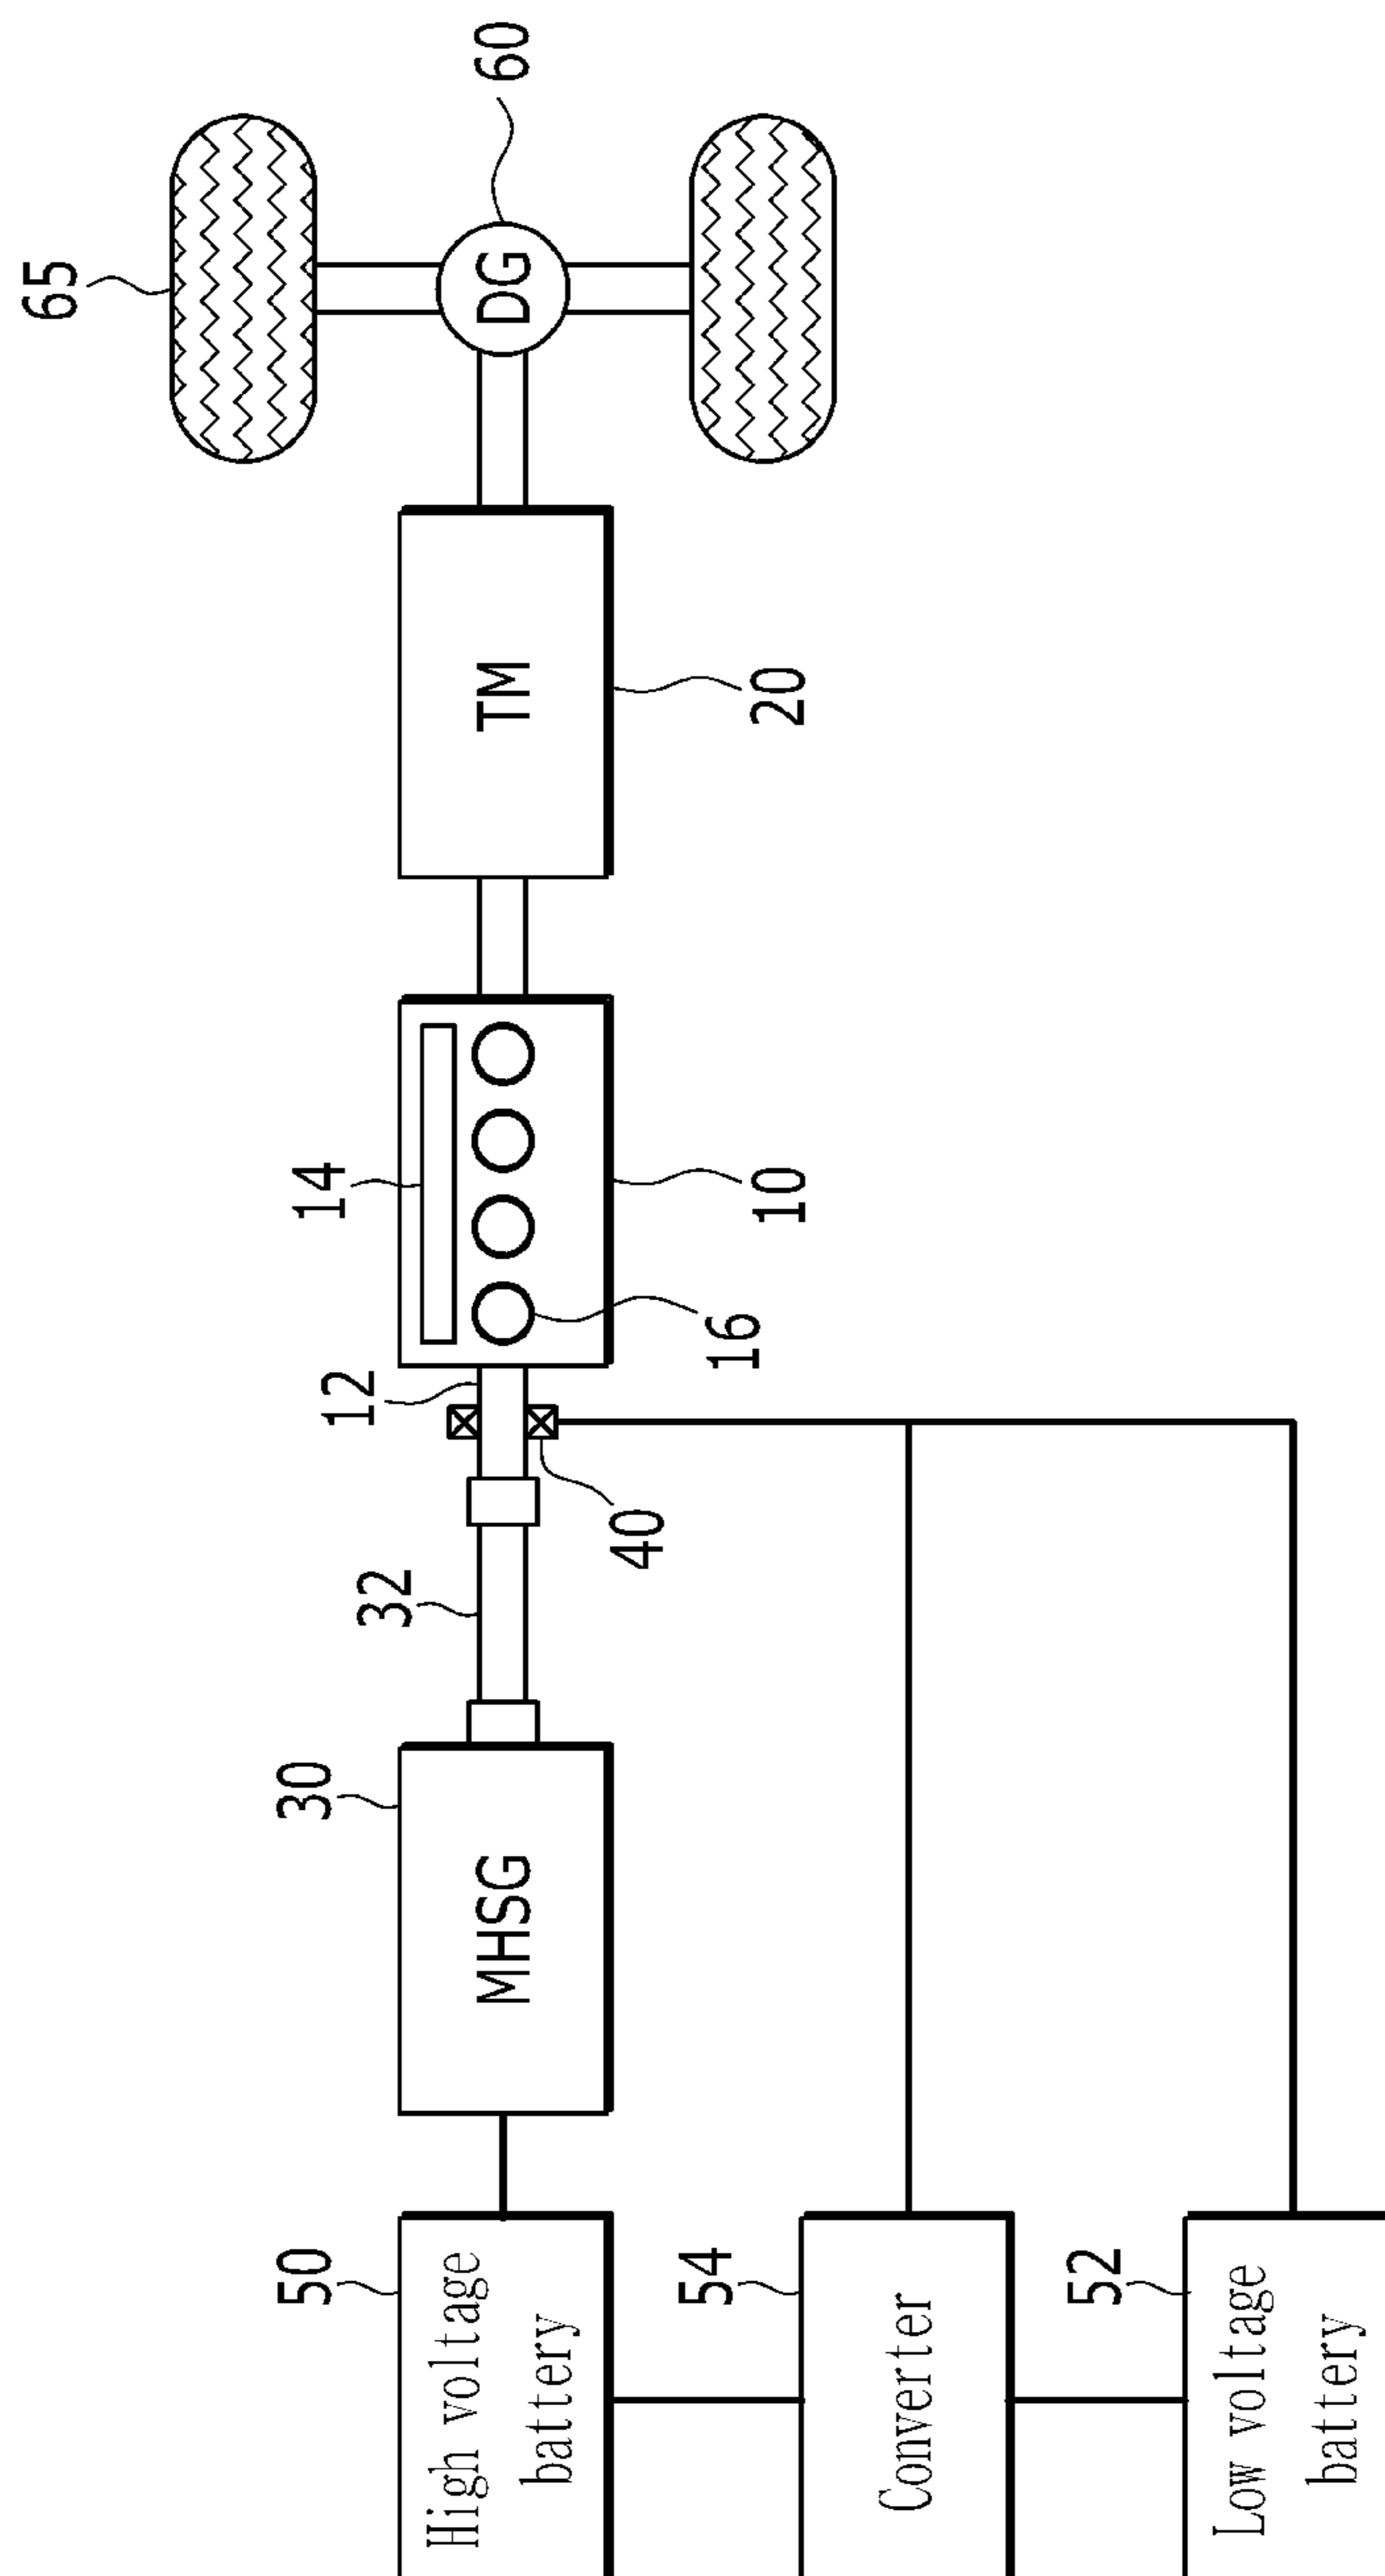 65
50
30
32
12
14
60
High voltage
battery
MHSG
TM
DG
40
16
10
20
54
Converter
52
Low voltage
battery